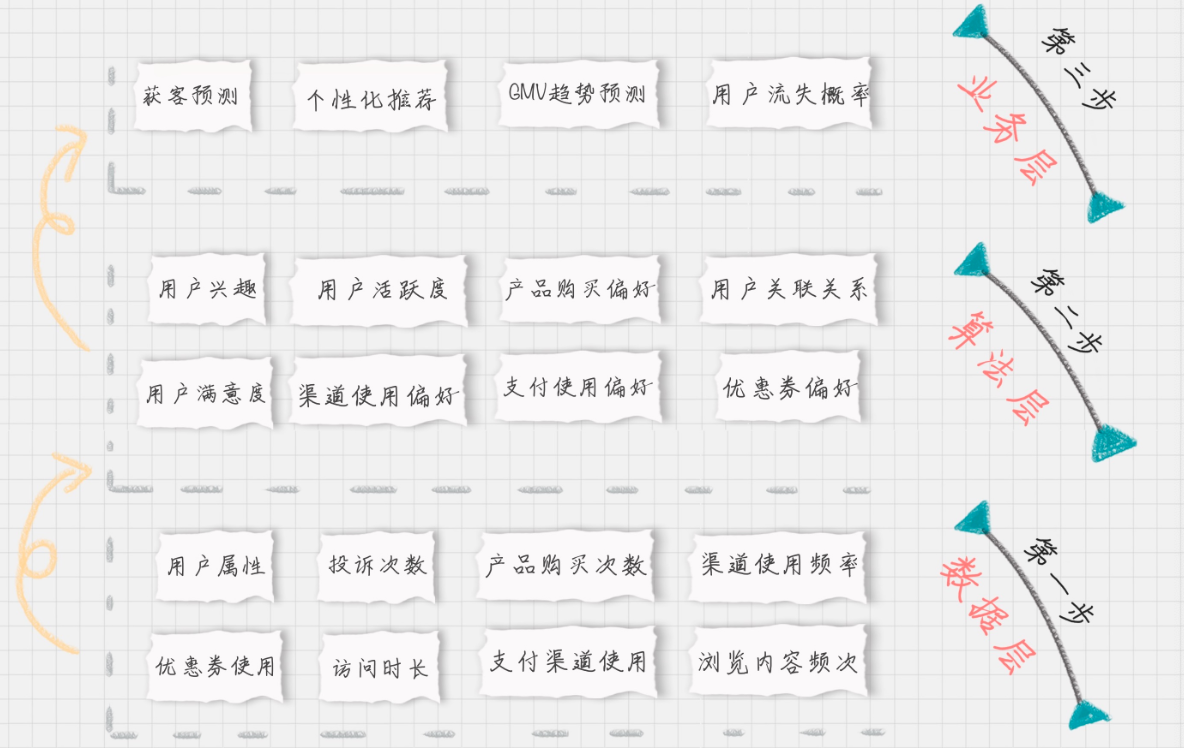 获客预测
个性化推荐
GMV趋势预测
用户流失概率
第三步
业务层
用户兴趣
用户活跃度
产品购买偏好
用户关联关系
用户满意度
渠道使用偏好
支付使用偏好
优惠券偏好
第二步
算法层
用户属性
投诉次数
产品购买次数
渠道使用频率
优惠券使用
访问时长
支付渠道使用
浏览内容频次
第一步
数据层